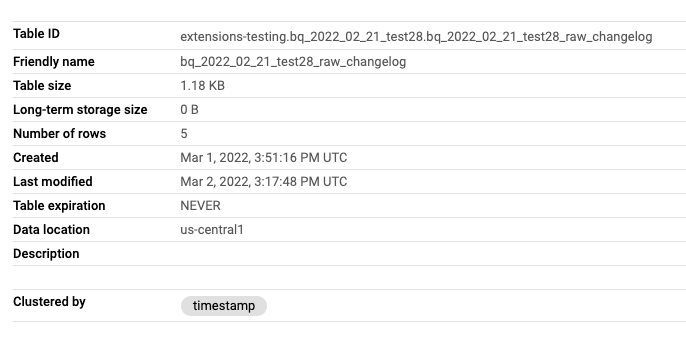 Table ID extensions-testing.bq_2022_02_21_test28.bq_2022_02_21_test28_raw_changelog
Friendly name bq_2022_02_21_test28_raw_changelog
Table size 1.18 KB
Long-term storage size 0 B
Number of rows 5
Created Mar 1, 2022, 3:51:16 PM UTC
Last modified Mar 2, 2022, 3:17:48 PM UTC
Table expiration NEVER
Data location us-central1
Description
Clustered by timestamp